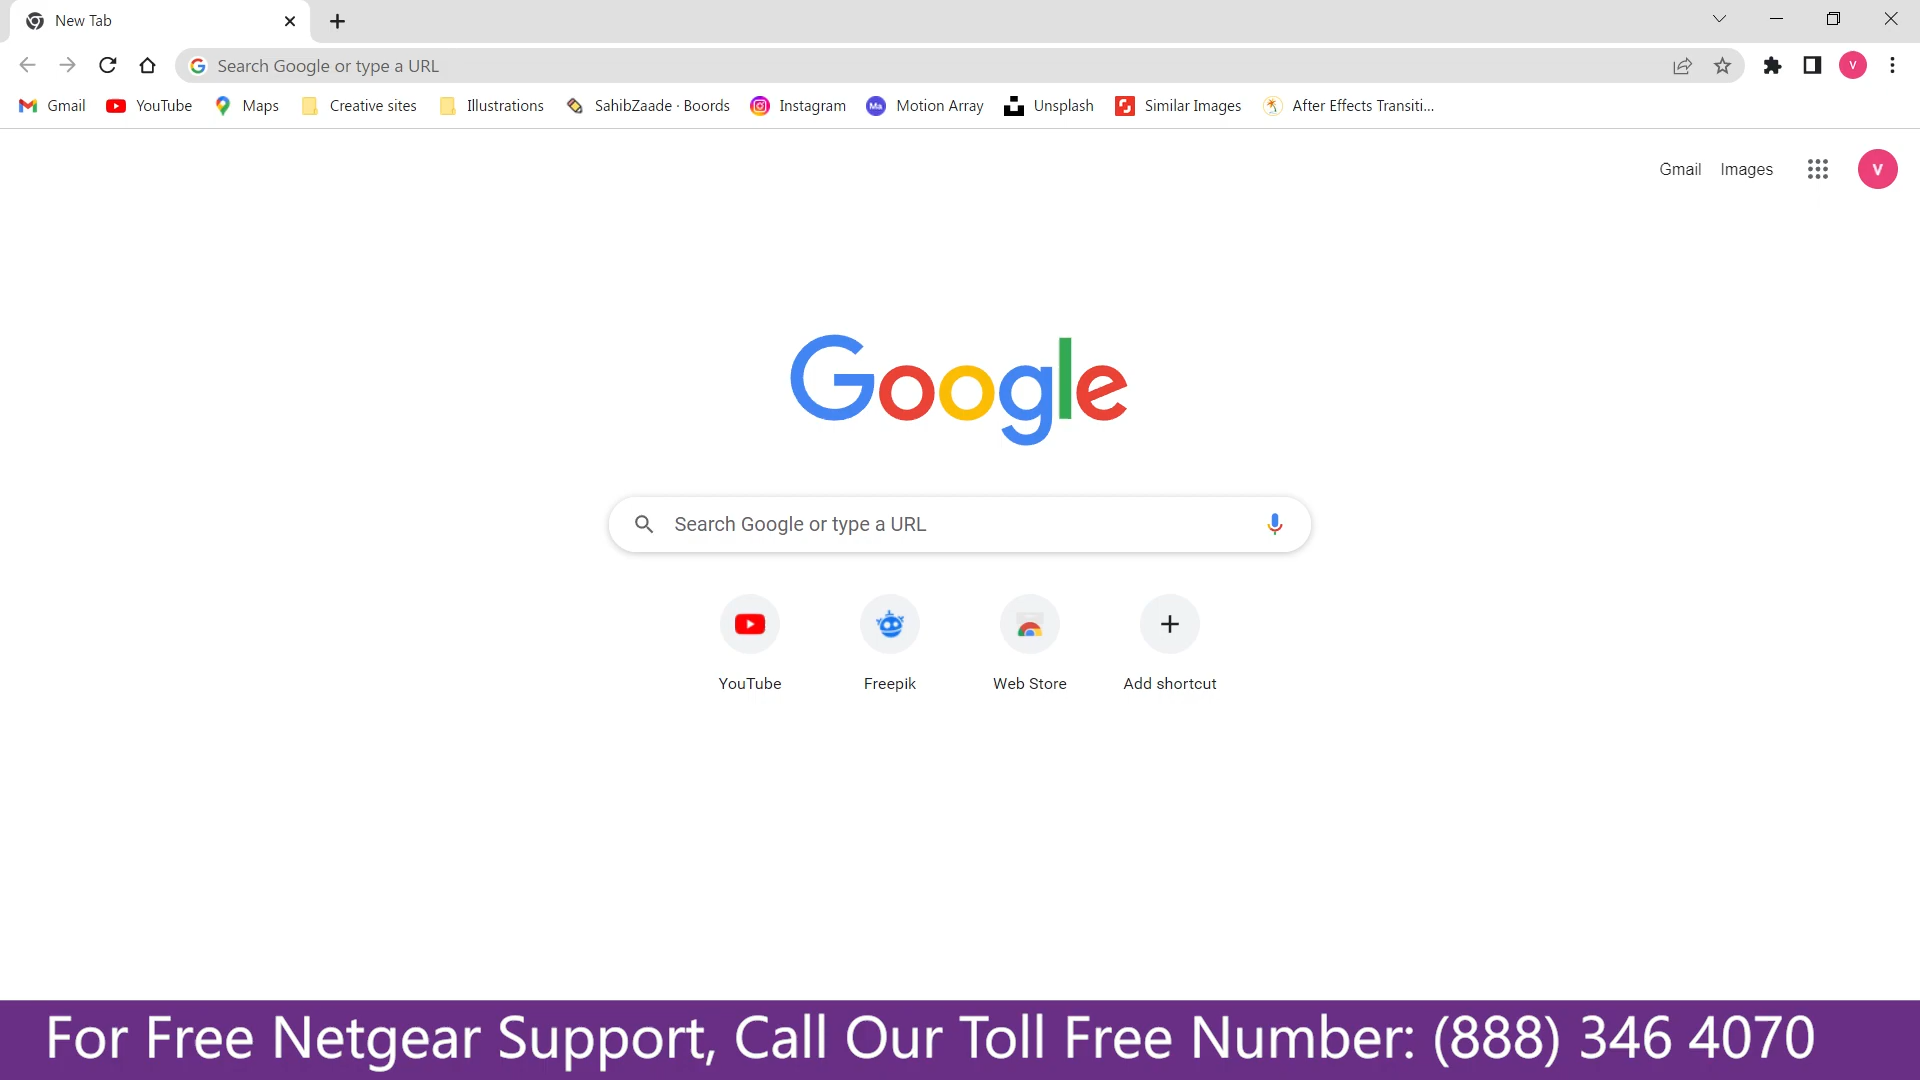 New Tab
Search Google or type a URL
Gmail YouTube Maps Creative sites Illustrations SahibZaade · Boords Instagram Ma Motion Array Unsplash Similar Images After Effects Transiti...
V
Gmail Images V
Google
Search Google or type a URL
YouTube Freepik Web Store Add shortcut
For Free Netgear Support, Call Our Toll Free Number: (888) 346 4070